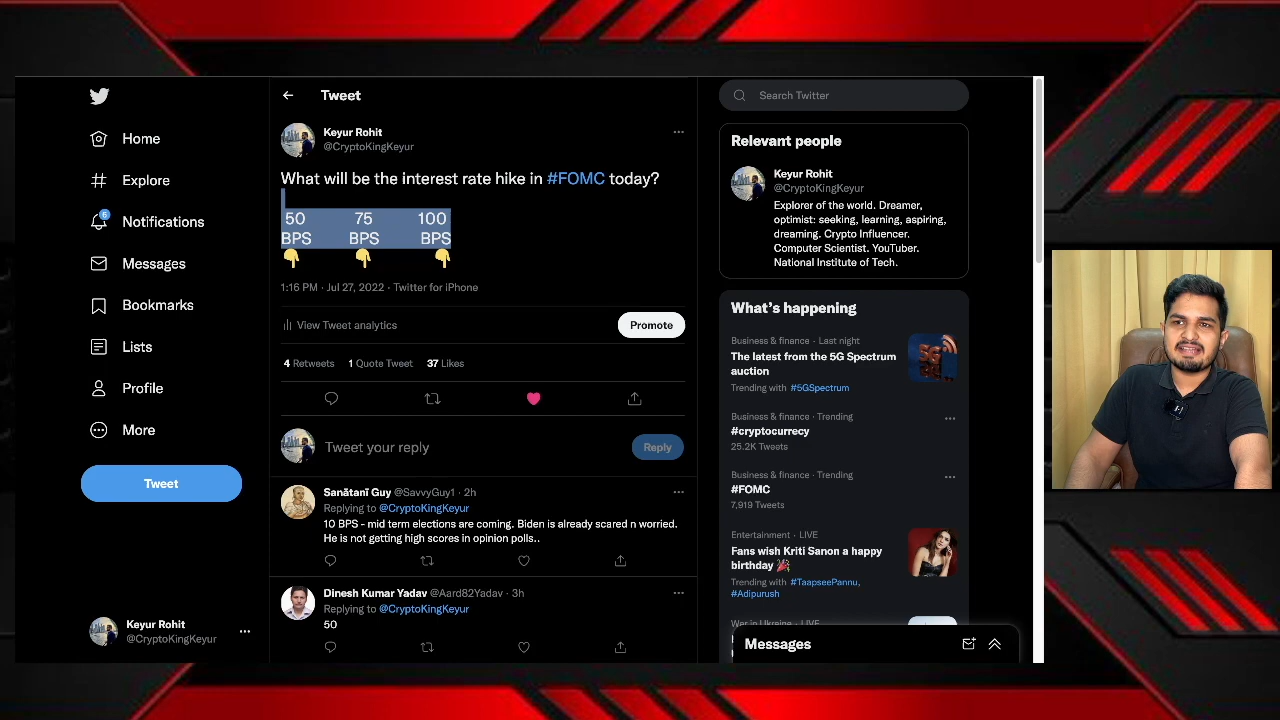 Tweet
Search Twitter
Home
Explore
6
Notifications
Messages
Bookmarks
Lists
Profile
More
Tweet
Keyur Rohit
@CryptoKingKeyur
Keyur Rohit
@CryptoKingKeyur
What will be the interest rate hike in #FOMC today?
50 75 100
BPS BPS BPS
1:16 PM · Jul 27, 2022 · Twitter for iPhone
View Tweet analytics
Promote
4 Retweets 1 Quote Tweet 37 Likes
Tweet your reply
Reply
Sanātanī Guy @SavvyGuy1 · 2h
Replying to @CryptoKingKeyur
10 BPS - mid term elections are coming. Biden is already scared n worried.
He is not getting high scores in opinion polls..
Dinesh Kumar Yadav @Aard82Yadav · 3h
Replying to @CryptoKingKeyur
50
Relevant people
Keyur Rohit
@CryptoKingKeyur
Explorer of the world. Dreamer,
optimist: seeking, learning, aspiring,
dreaming. Crypto Influencer.
Computer Scientist. YouTuber.
National Institute of Tech.
What's happening
Business & finance · Last night
The latest from the 5G Spectrum
auction
Trending with #5GSpectrum
Business & finance · Trending
#cryptocurrecy
25.2K Tweets
Business & finance · Trending
#FOMC
7,919 Tweets
Entertainment · LIVE
Fans wish Kriti Sanon a happy
birthday
Trending with #TaapseePannu,
#Adipurush
War in Ukraine · LIVE
Messages